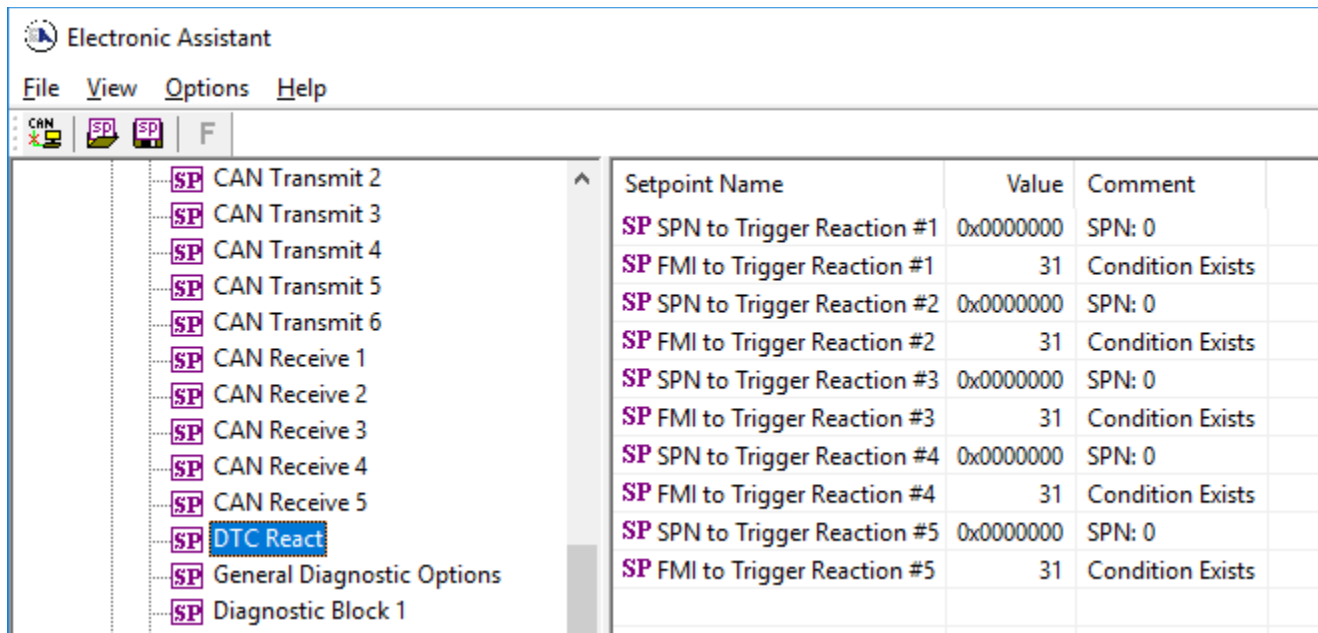 Electronic Assistant
File View Options Help
CAN SP SP F
SP CAN Transmit 2
SP CAN Transmit 3
SP CAN Transmit 4
SP CAN Transmit 5
SP CAN Transmit 6
SP CAN Receive 1
SP CAN Receive 2
SP CAN Receive 3
SP CAN Receive 4
SP CAN Receive 5
SP DTC React
SP General Diagnostic Options
SP Diagnostic Block 1
Setpoint Name Value Comment
SP SPN to Trigger Reaction #1 0x0000000 SPN: 0
SP FMI to Trigger Reaction #1 31 Condition Exists
SP SPN to Trigger Reaction #2 0x0000000 SPN: 0
SP FMI to Trigger Reaction #2 31 Condition Exists
SP SPN to Trigger Reaction #3 0x0000000 SPN: 0
SP FMI to Trigger Reaction #3 31 Condition Exists
SP SPN to Trigger Reaction #4 0x0000000 SPN: 0
SP FMI to Trigger Reaction #4 31 Condition Exists
SP SPN to Trigger Reaction #5 0x0000000 SPN: 0
SP FMI to Trigger Reaction #5 31 Condition Exists